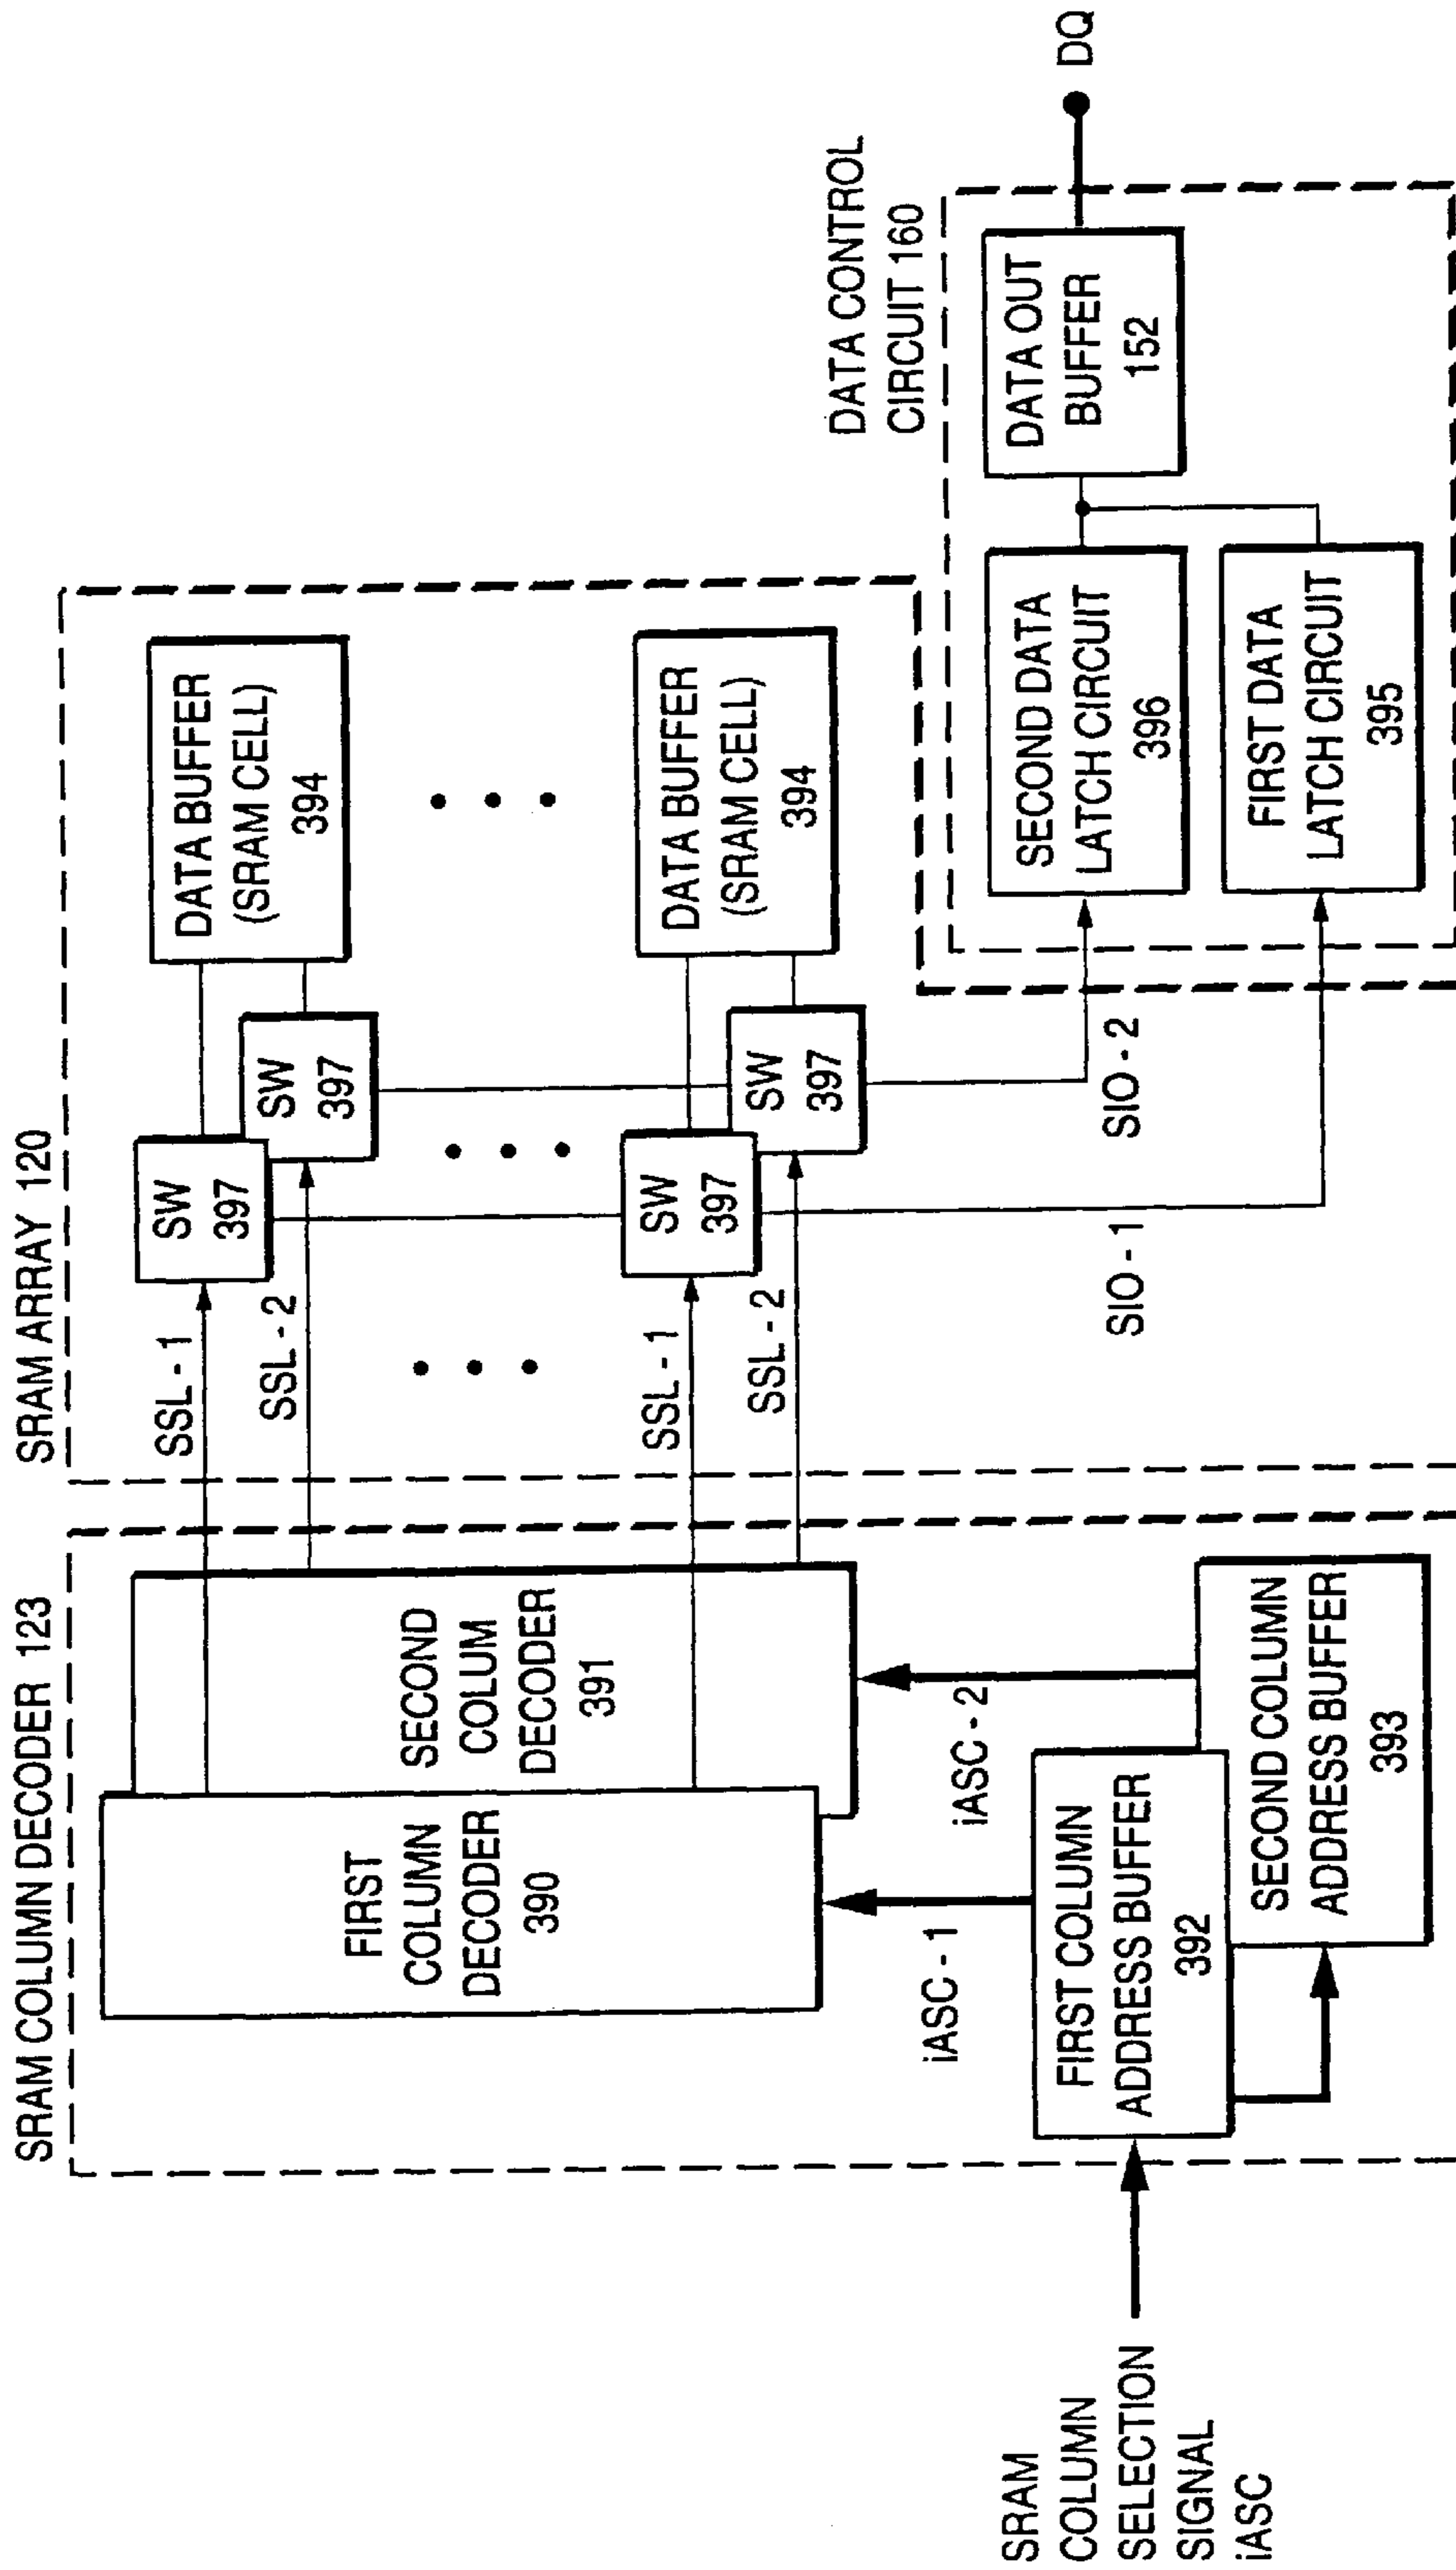 SRAM COLUMN DECODER 123
FIRST
COLUMN
DECODER
390
SECOND
COLUM
DECODER
391
iASC - 1
iASC - 2
FIRST COLUMN
ADDRESS BUFFER
392
SECOND COLUMN
ADDRESS BUFFER
393
SRAM
COLUMN
SELECTION
SIGNAL
iASC
SRAM ARRAY 120
SSL - 1
SSL - 2
SW
397
SW
397
DATA BUFFER
(SRAM CELL)
394
SSL - 1
SSL - 2
SW
397
SW
397
DATA BUFFER
(SRAM CELL)
394
SIO - 1
SIO - 2
DATA CONTROL
CIRCUIT 160
SECOND DATA
LATCH CIRCUIT
396
FIRST DATA
LATCH CIRCUIT
395
DATA OUT
BUFFER
152
DQ